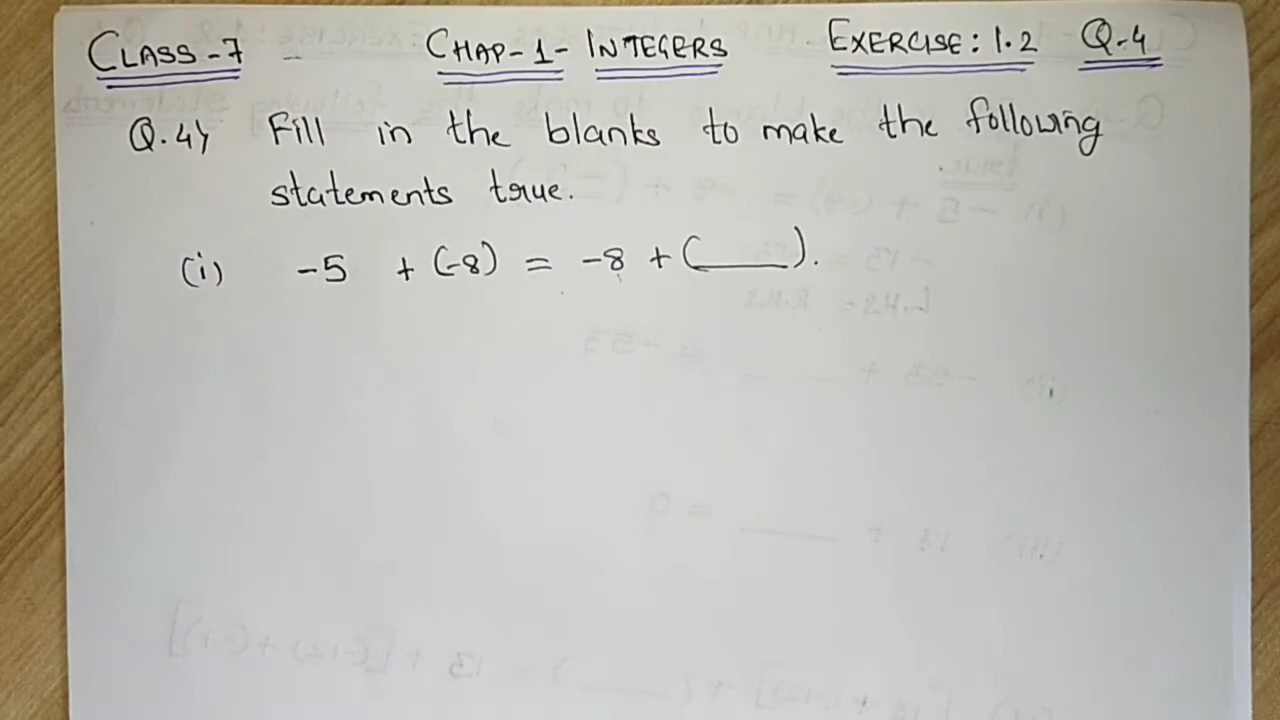 CLASS-7 - CHAP-1- INTEGERS EXERCISE: 1.2 Q.4
Q.4) Fill in the blanks to make the following
statements true.
(i) -5 + (-8) = -8 + (____).